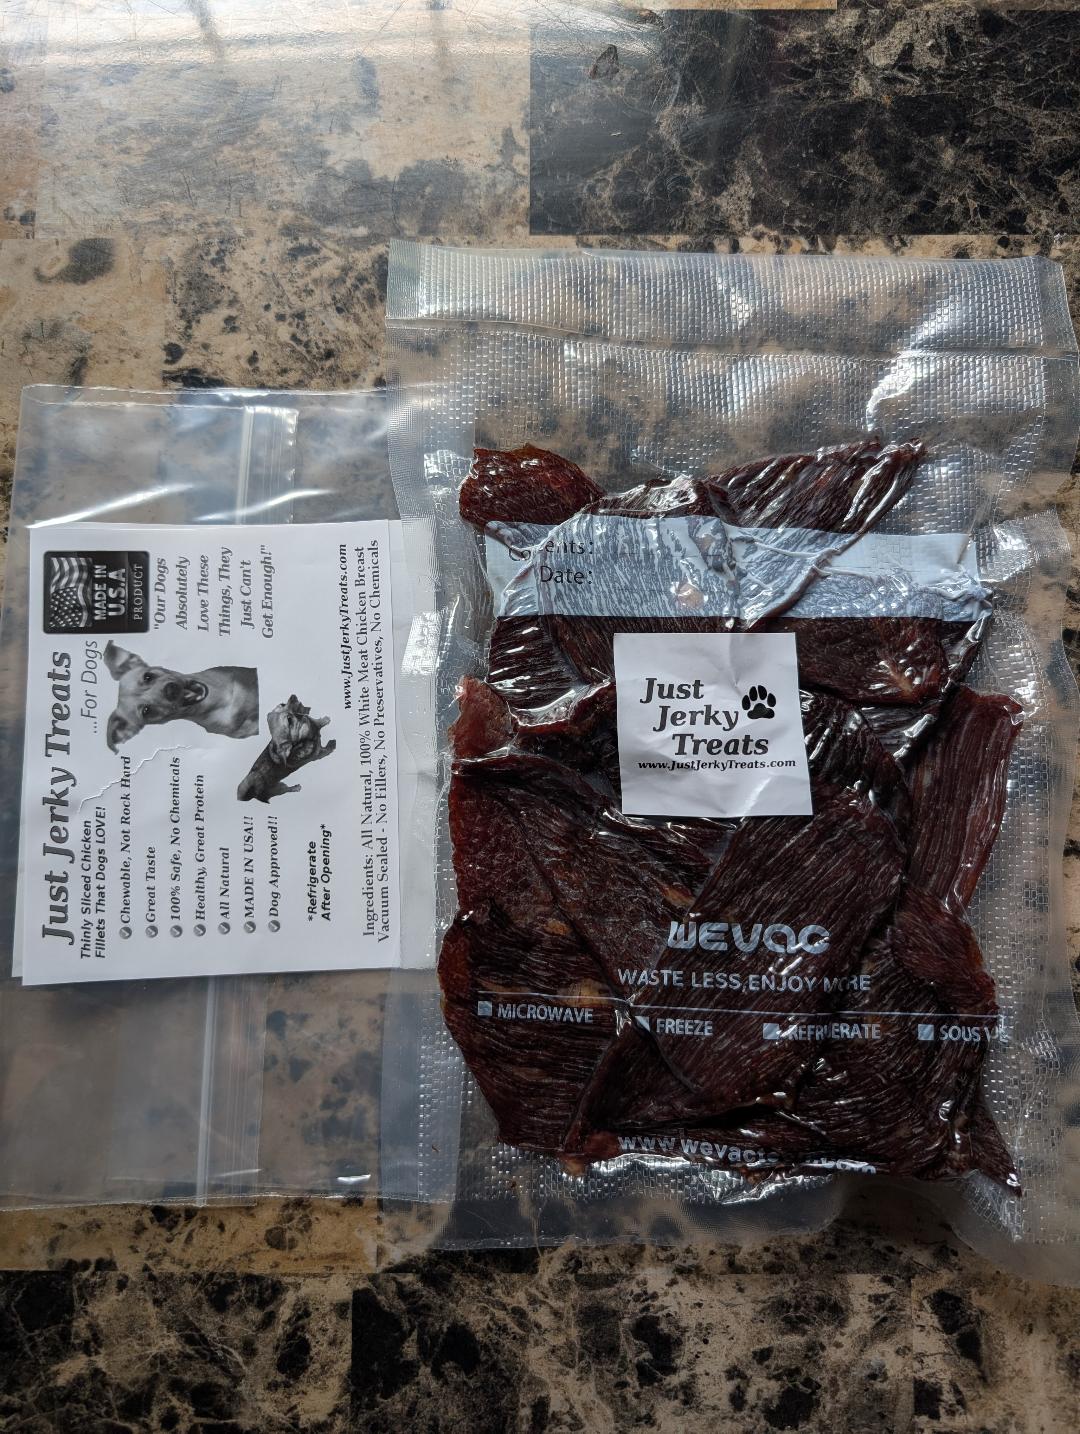 Just Jerky Treats
...For Dogs
MADE IN
U.S.A
PRODUCT
Thinly Sliced Chicken
Fillets That Dogs LOVE!
Chewable, Not Rock Hard
Great Taste
100% Safe, No Chemicals
Healthy, Great Protein
All Natural
MADE IN USA!!
Dog Approved!!
"Our Dogs
Absolutely
Love These
Things, They
Just Can't
Get Enough!"
*Refrigerate
After Opening*
www.JustJerkyTreats.com
Ingredients: All Natural, 100% White Meat Chicken Breast
Vacuum Sealed - No Fillers, No Preservatives, No Chemicals
Contents:
Date:
Just
Jerky
Treats
www.JustJerkyTreats.com
WEVAC
WASTE LESS,ENJOY MORE
MICROWAVE FREEZE REFRIGERATE SOUS